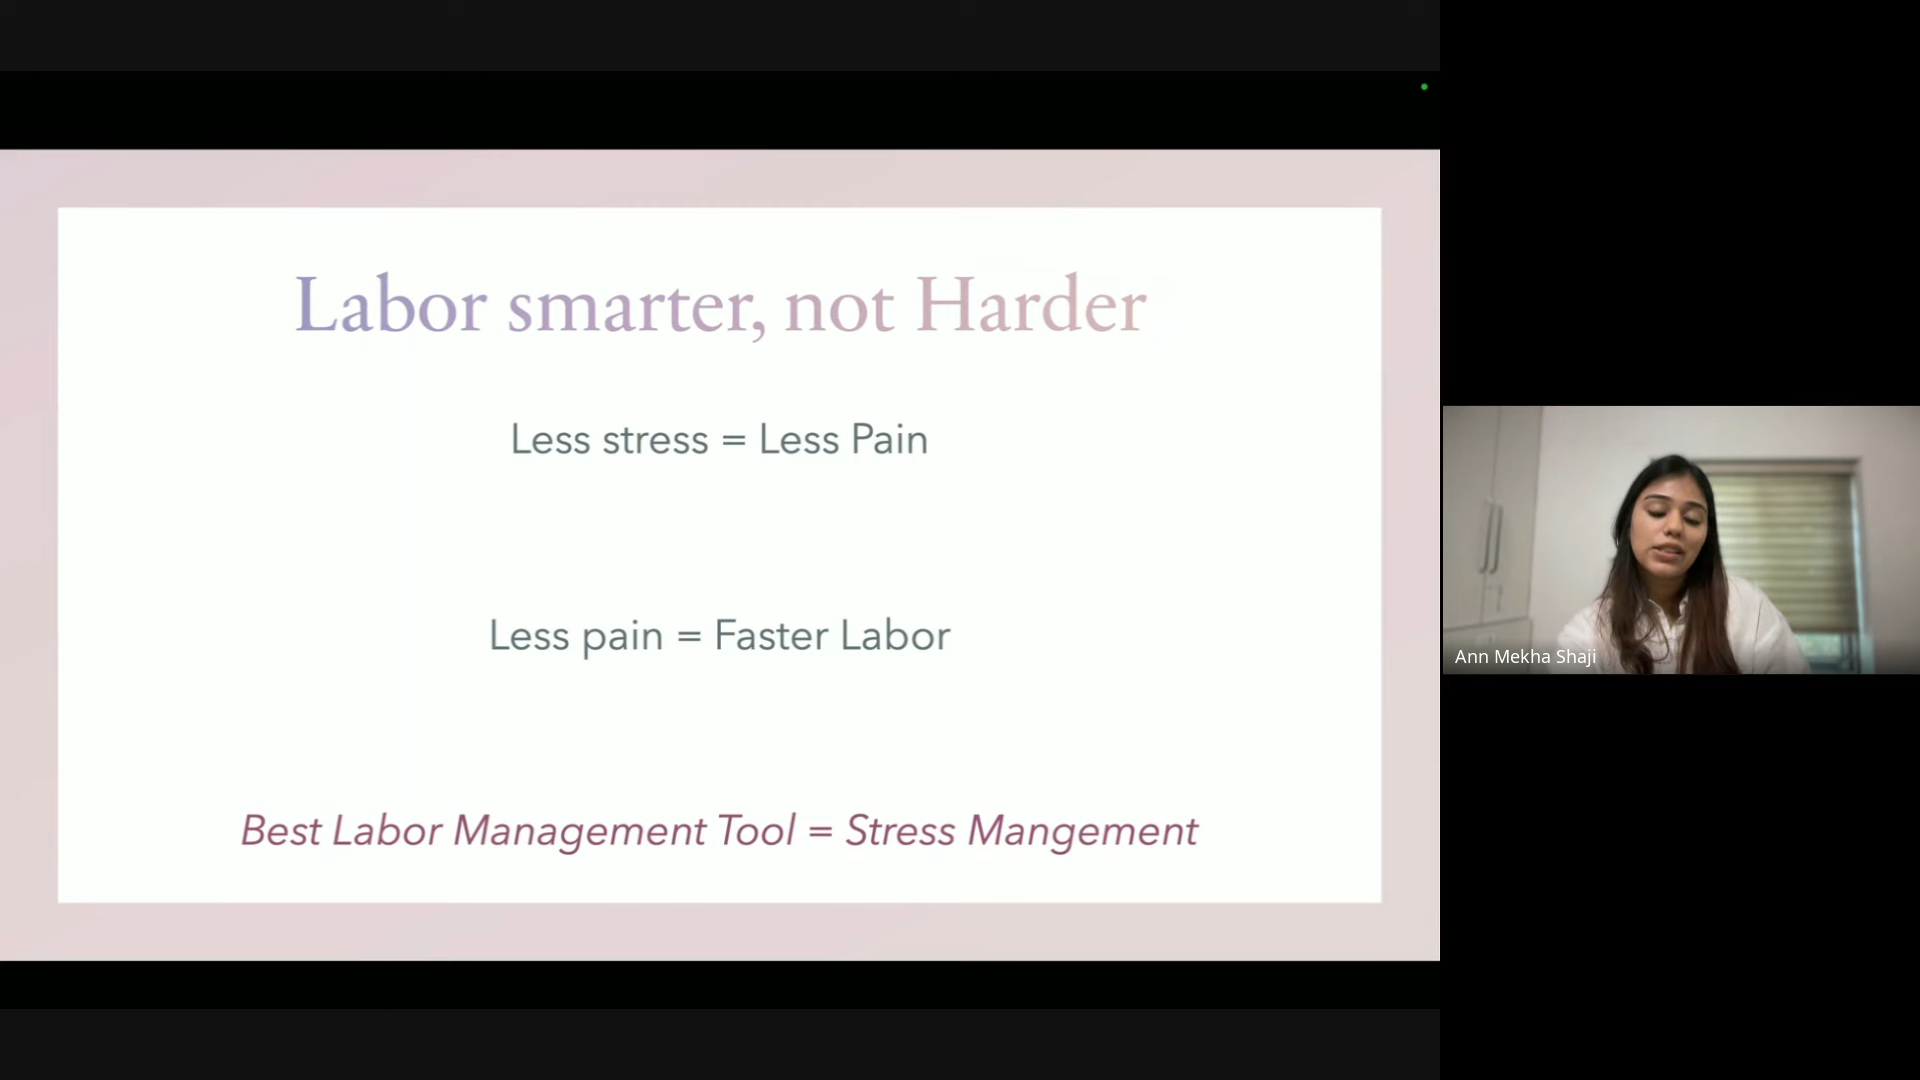 Labor smarter, not Harder
Less stress = Less Pain
Less pain = Faster Labor
Best Labor Management Tool = Stress Mangement
Ann Mekha Shaji